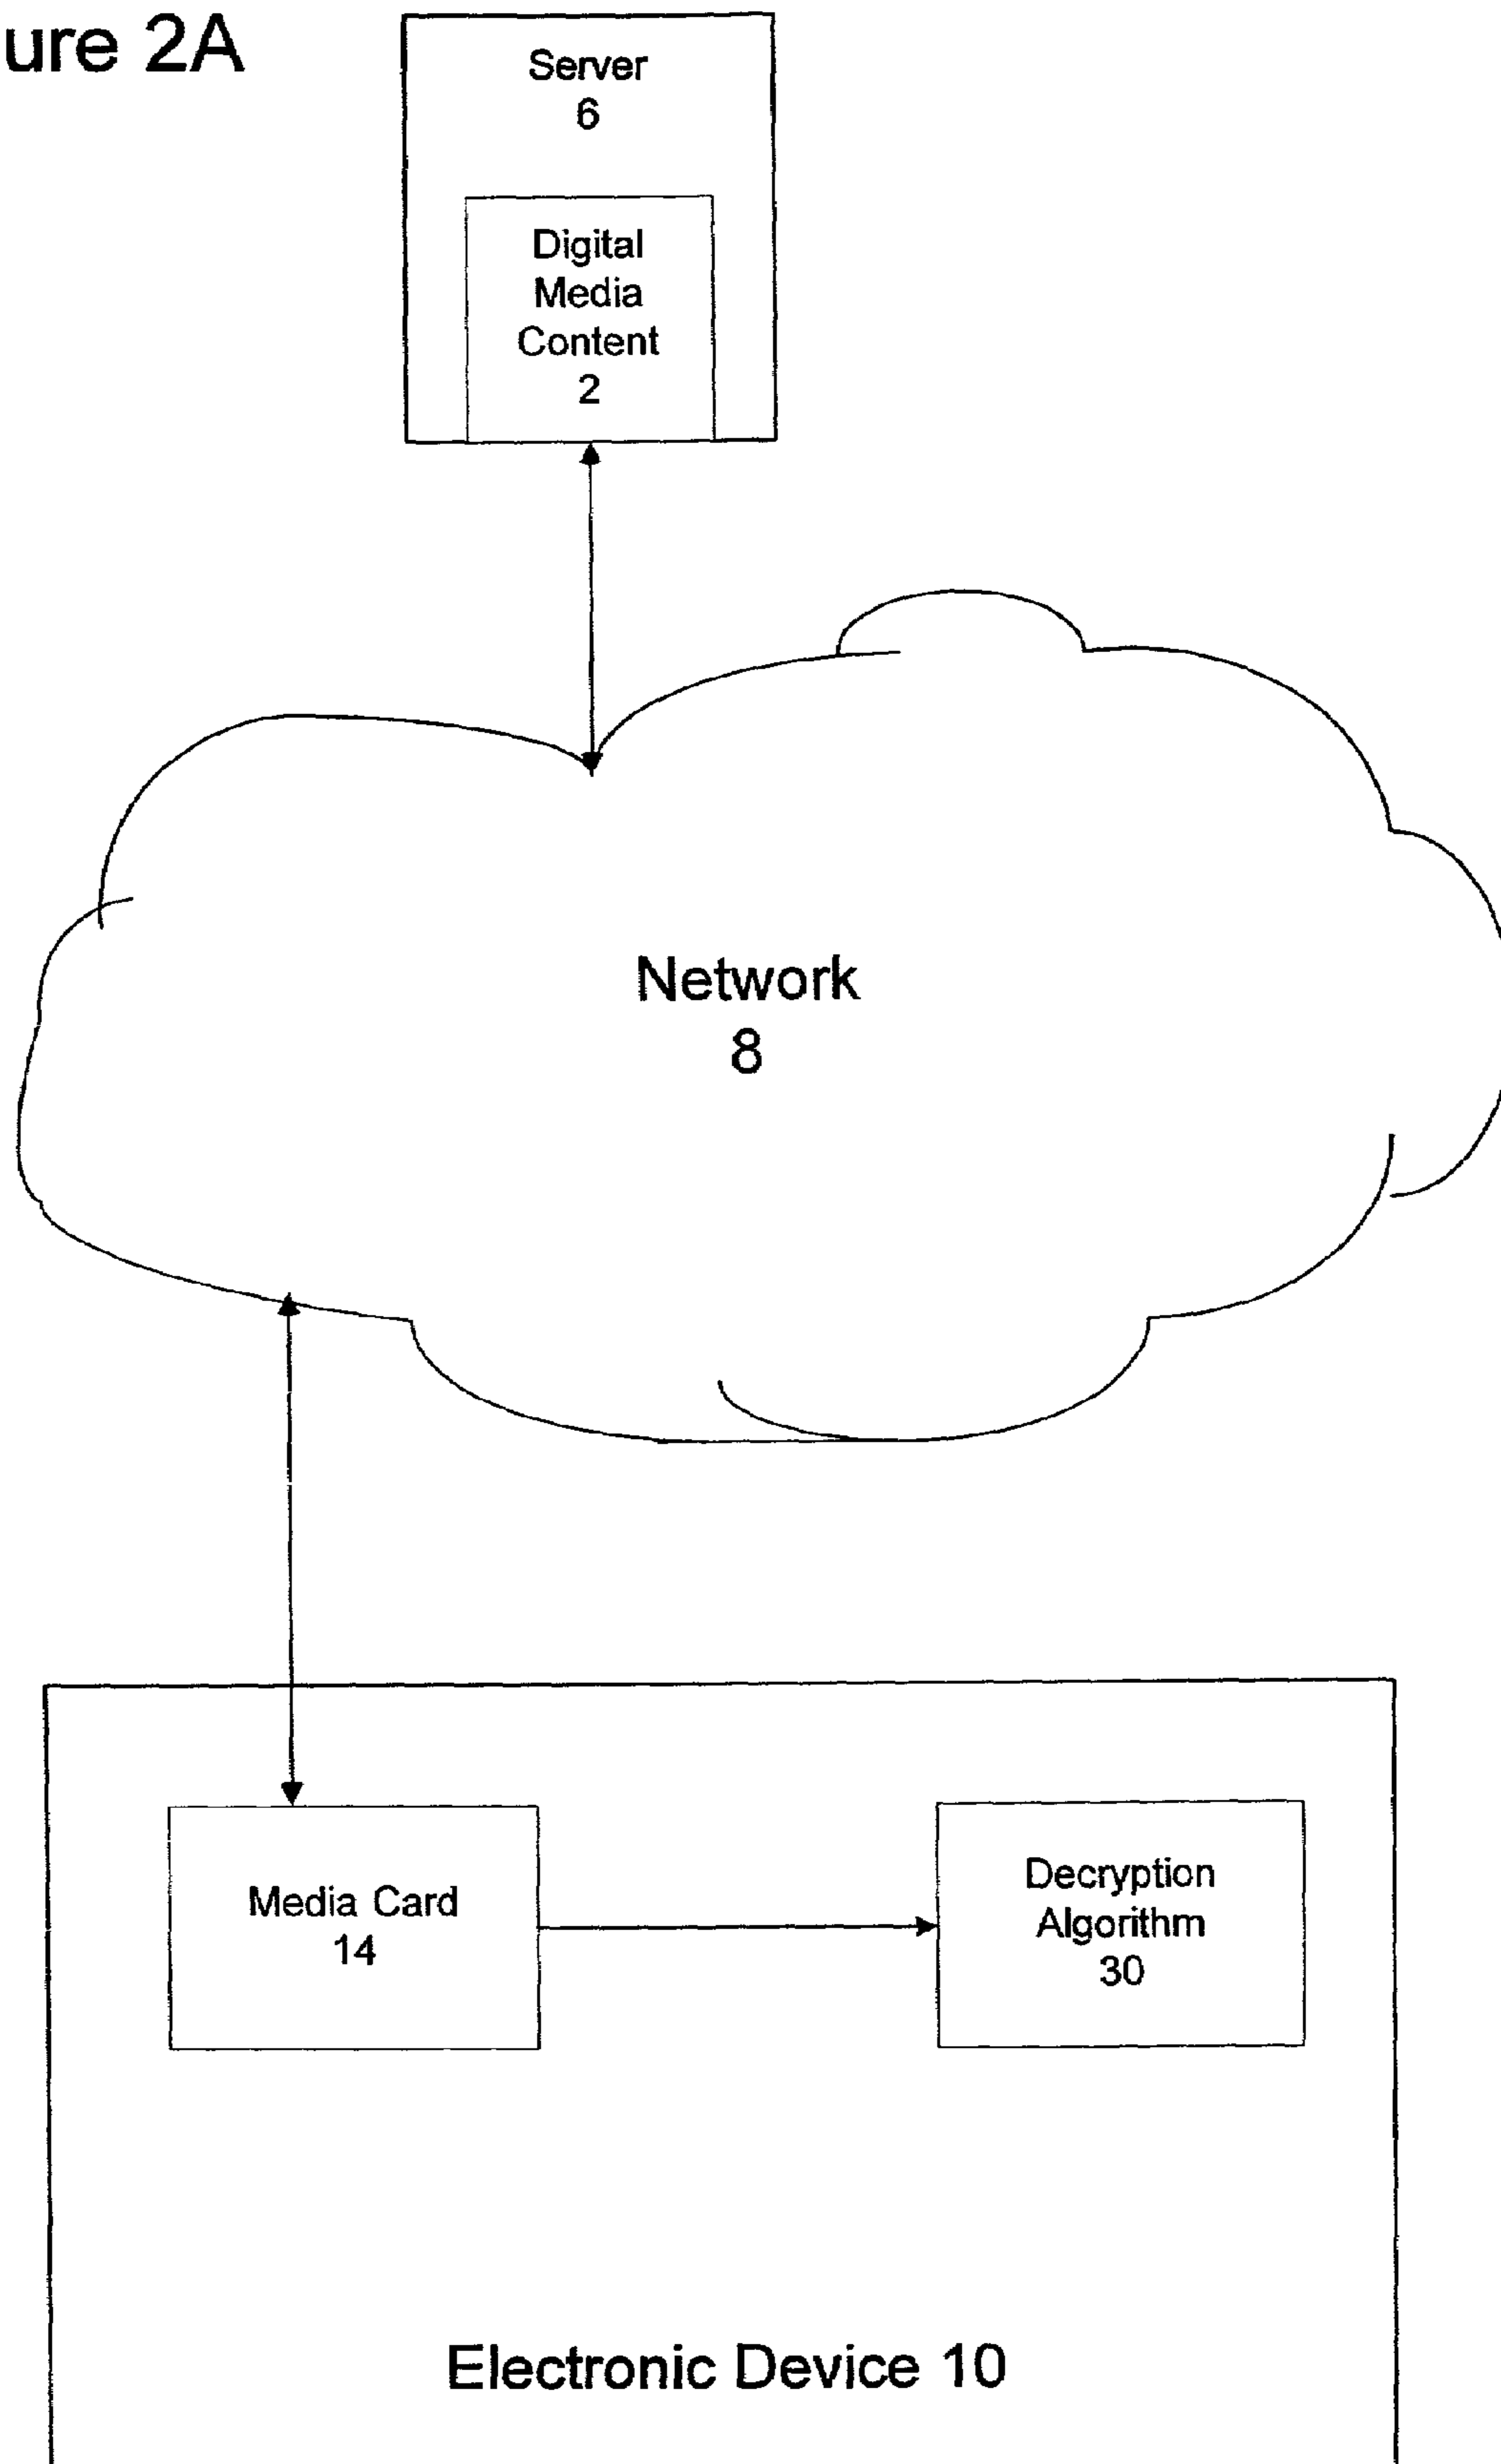 ure 2A
Server
6
Digital
Media
Content
2
Network
8
Media Card
14
Decryption
Algorithm
30
Electronic Device 10